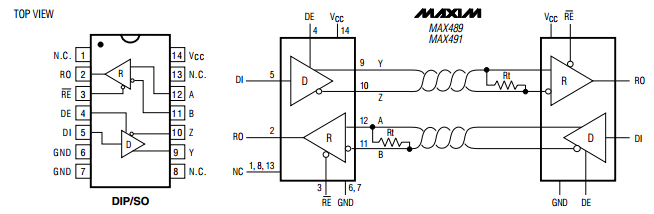 TOP VIEW
N.C. 1
RO 2
RE 3
DE 4
DI 5
GND 6
GND 7
14 Vcc
13 N.C.
12 A
11 B
10 Z
9 Y
8 N.C.
R
D
DIP/SO
MAXIM
MAX489
MAX491
DE Vcc
4 14
DI 5
D
9 Y
10 Z
Rt
RO 2
R
12 A
11 B
Rt
NC 1, 8, 13
3 6, 7
RE GND
Vcc RE
R
RO
D
DI
GND DE